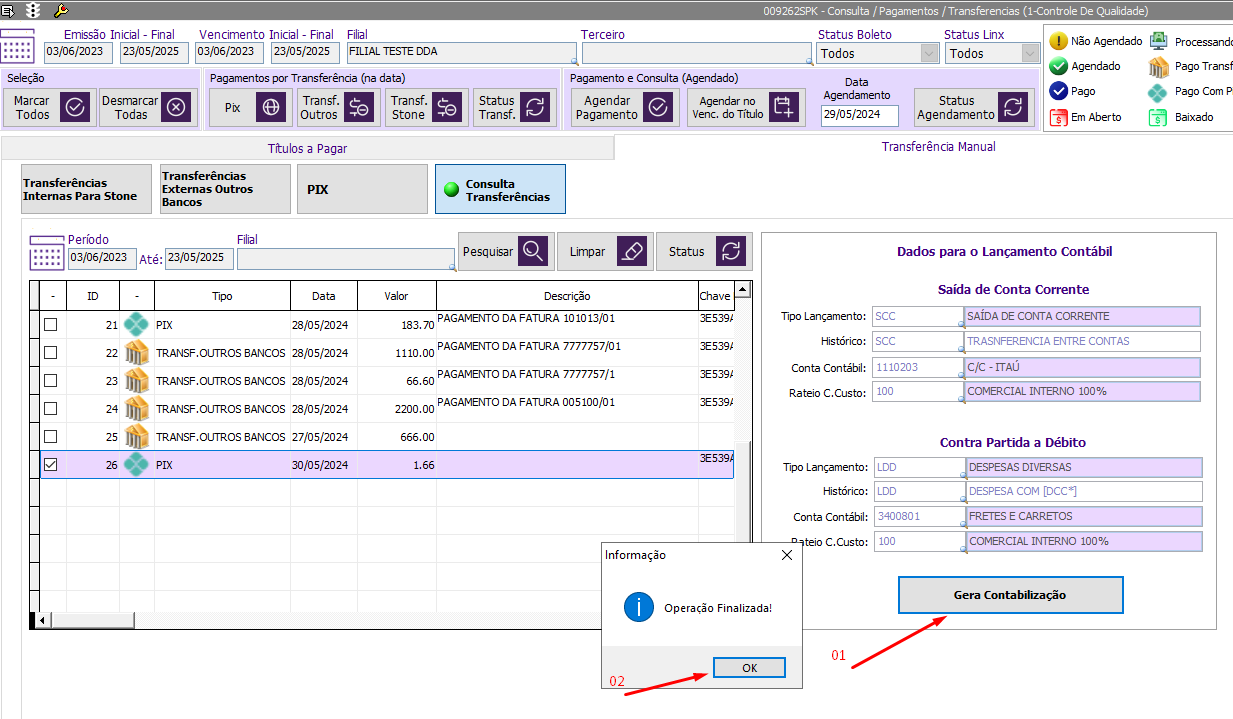 009262SPK - Consulta / Pagamentos / Transferencias (1-Controle De Qualidade)
Emissão Inicial - Final
Vencimento Inicial - Final
Filial
Terceiro
Status Boleto
Status Linx
03/06/2023
23/05/2025
03/06/2023
23/05/2025
FILIAL TESTE DDA
Todos
Todos
Não Agendado
Processando
Agendado
Pago Transf
Pago
Pago Com P
Em Aberto
Baixado
Seleção
Marcar
Todos
Desmarcar
Todas
Pagamentos por Transferência (na data)
Pix
Transf.
Outros
Transf.
Stone
Status
Transf.
Pagamento e Consulta (Agendado)
Agendar
Pagamento
Agendar no
Venc. do Título
Data
Agendamento
29/05/2024
Status
Agendamento
Títulos a Pagar
Transferência Manual
Transferências
Internas Para Stone
Transferências
Externas Outros
Bancos
PIX
Consulta
Transferências
Período
Filial
03/06/2023
Até:
23/05/2025
Pesquisar
Limpar
Status
- ID - Tipo Data Valor Descrição Chave
21 PIX 28/05/2024 183.70 PAGAMENTO DA FATURA 101013/01 3E539A
22 TRANSF.OUTROS BANCOS 28/05/2024 1110.00 PAGAMENTO DA FATURA 7777757/01 3E539A
23 TRANSF.OUTROS BANCOS 28/05/2024 66.60 PAGAMENTO DA FATURA 7777757/1 3E539A
24 TRANSF.OUTROS BANCOS 28/05/2024 2200.00 PAGAMENTO DA FATURA 005100/01 3E539A
25 TRANSF.OUTROS BANCOS 27/05/2024 666.00
26 PIX 30/05/2024 1.66 3E539A
Dados para o Lançamento Contábil
Saída de Conta Corrente
Tipo Lançamento: SCC SAÍDA DE CONTA CORRENTE
Histórico: SCC TRASNFERENCIA ENTRE CONTAS
Conta Contábil: 1110203 C/C - ITAÚ
Rateio C.Custo: 100 COMERCIAL INTERNO 100%
Contra Partida a Débito
Tipo Lançamento: LDD DESPESAS DIVERSAS
Histórico: LDD DESPESA COM [DCC*]
Conta Contábil: 3400801 FRETES E CARRETOS
Rateio C.Custo: 100 COMERCIAL INTERNO 100%
Gera Contabilização
01
Informação
Operação Finalizada!
OK
02